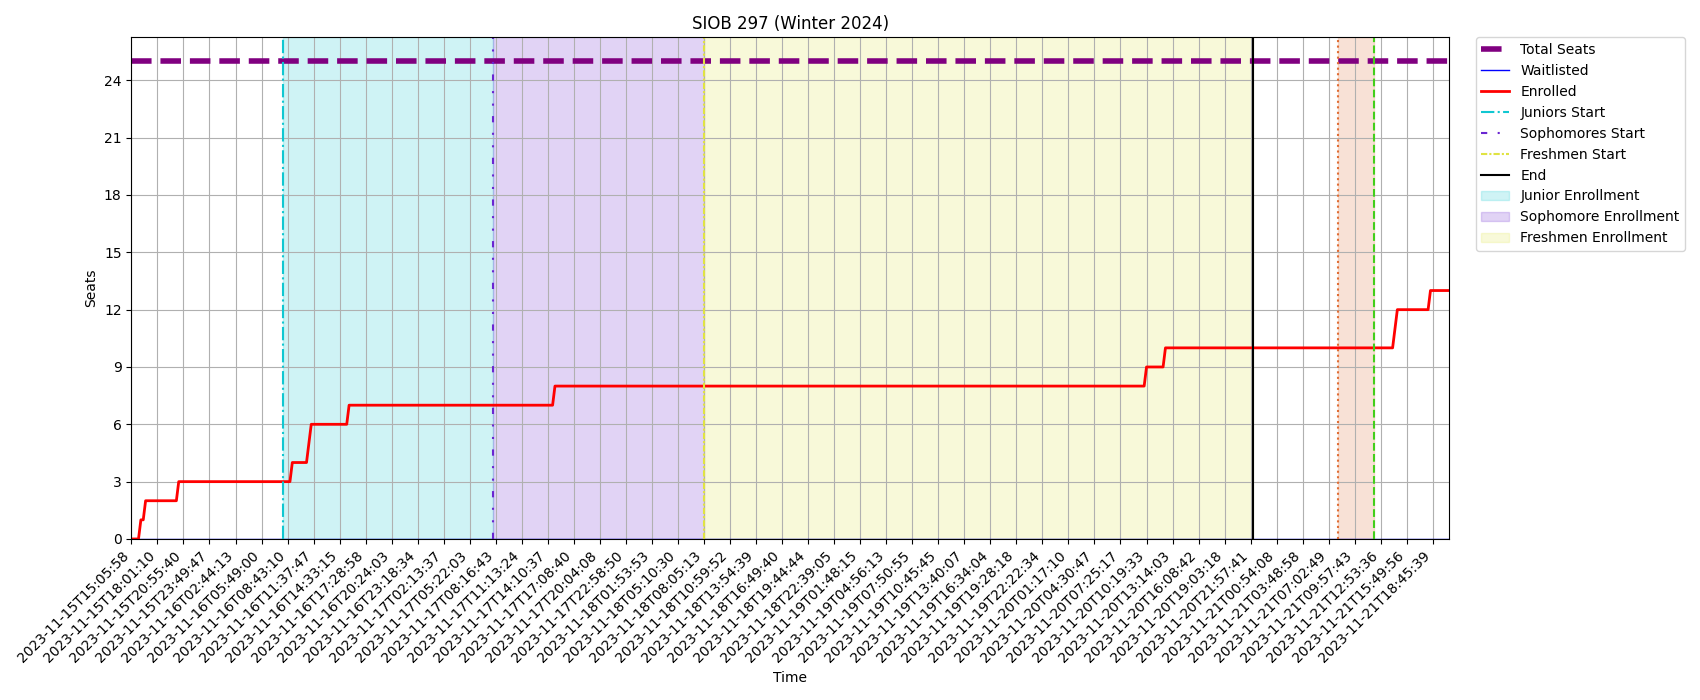 SIOB 297 (Winter 2024)
Seats
24
21
18
15
12
9
6
3
0
2023-11-15T15:05:58
2023-11-15T18:01:10
2023-11-15T20:55:40
2023-11-15T23:49:47
2023-11-16T02:44:13
2023-11-16T05:49:00
2023-11-16T08:43:10
2023-11-16T11:37:47
2023-11-16T14:33:15
2023-11-16T17:28:58
2023-11-16T20:24:03
2023-11-16T23:18:34
2023-11-17T02:13:37
2023-11-17T05:22:03
2023-11-17T08:16:43
2023-11-17T11:13:24
2023-11-17T14:10:37
2023-11-17T17:08:40
2023-11-17T20:04:08
2023-11-17T22:58:50
2023-11-18T01:53:53
2023-11-18T05:10:30
2023-11-18T08:05:13
2023-11-18T10:59:52
2023-11-18T13:54:39
2023-11-18T16:49:40
2023-11-18T19:44:44
2023-11-18T22:39:05
2023-11-19T01:48:15
2023-11-19T04:56:13
2023-11-19T07:50:55
2023-11-19T10:45:45
2023-11-19T13:40:07
2023-11-19T16:34:04
2023-11-19T19:28:18
2023-11-19T22:22:34
2023-11-20T01:17:10
2023-11-20T04:30:47
2023-11-20T07:25:17
2023-11-20T10:19:33
2023-11-20T13:14:03
2023-11-20T16:08:42
2023-11-20T19:03:18
2023-11-20T21:57:41
2023-11-21T00:54:08
2023-11-21T03:48:58
2023-11-21T07:02:49
2023-11-21T09:57:43
2023-11-21T12:53:36
2023-11-21T15:49:56
2023-11-21T18:45:39
Time
Total Seats
Waitlisted
Enrolled
Juniors Start
Sophomores Start
Freshmen Start
End
Junior Enrollment
Sophomore Enrollment
Freshmen Enrollment